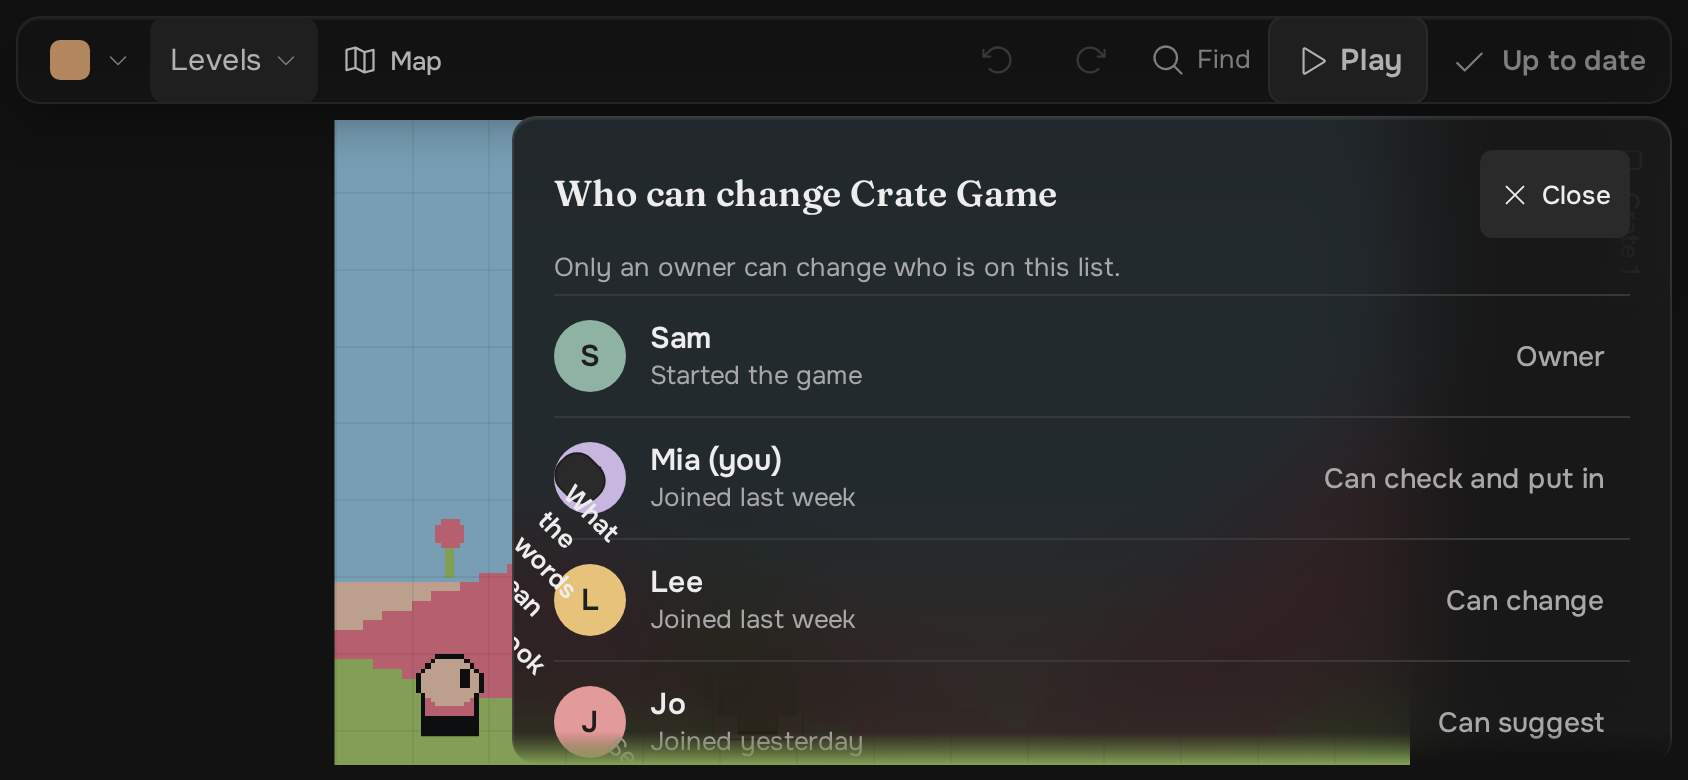 Levels
Map
Find
Play
Up to date
Who can change Crate Game
Close
Only an owner can change who is on this list.
S
Sam
Started the game
Owner
Mia (you)
Joined last week
Can check and put in
What
the
words
L
Lee
Joined last week
Can change
J
Jo
Joined yesterday
Can suggest